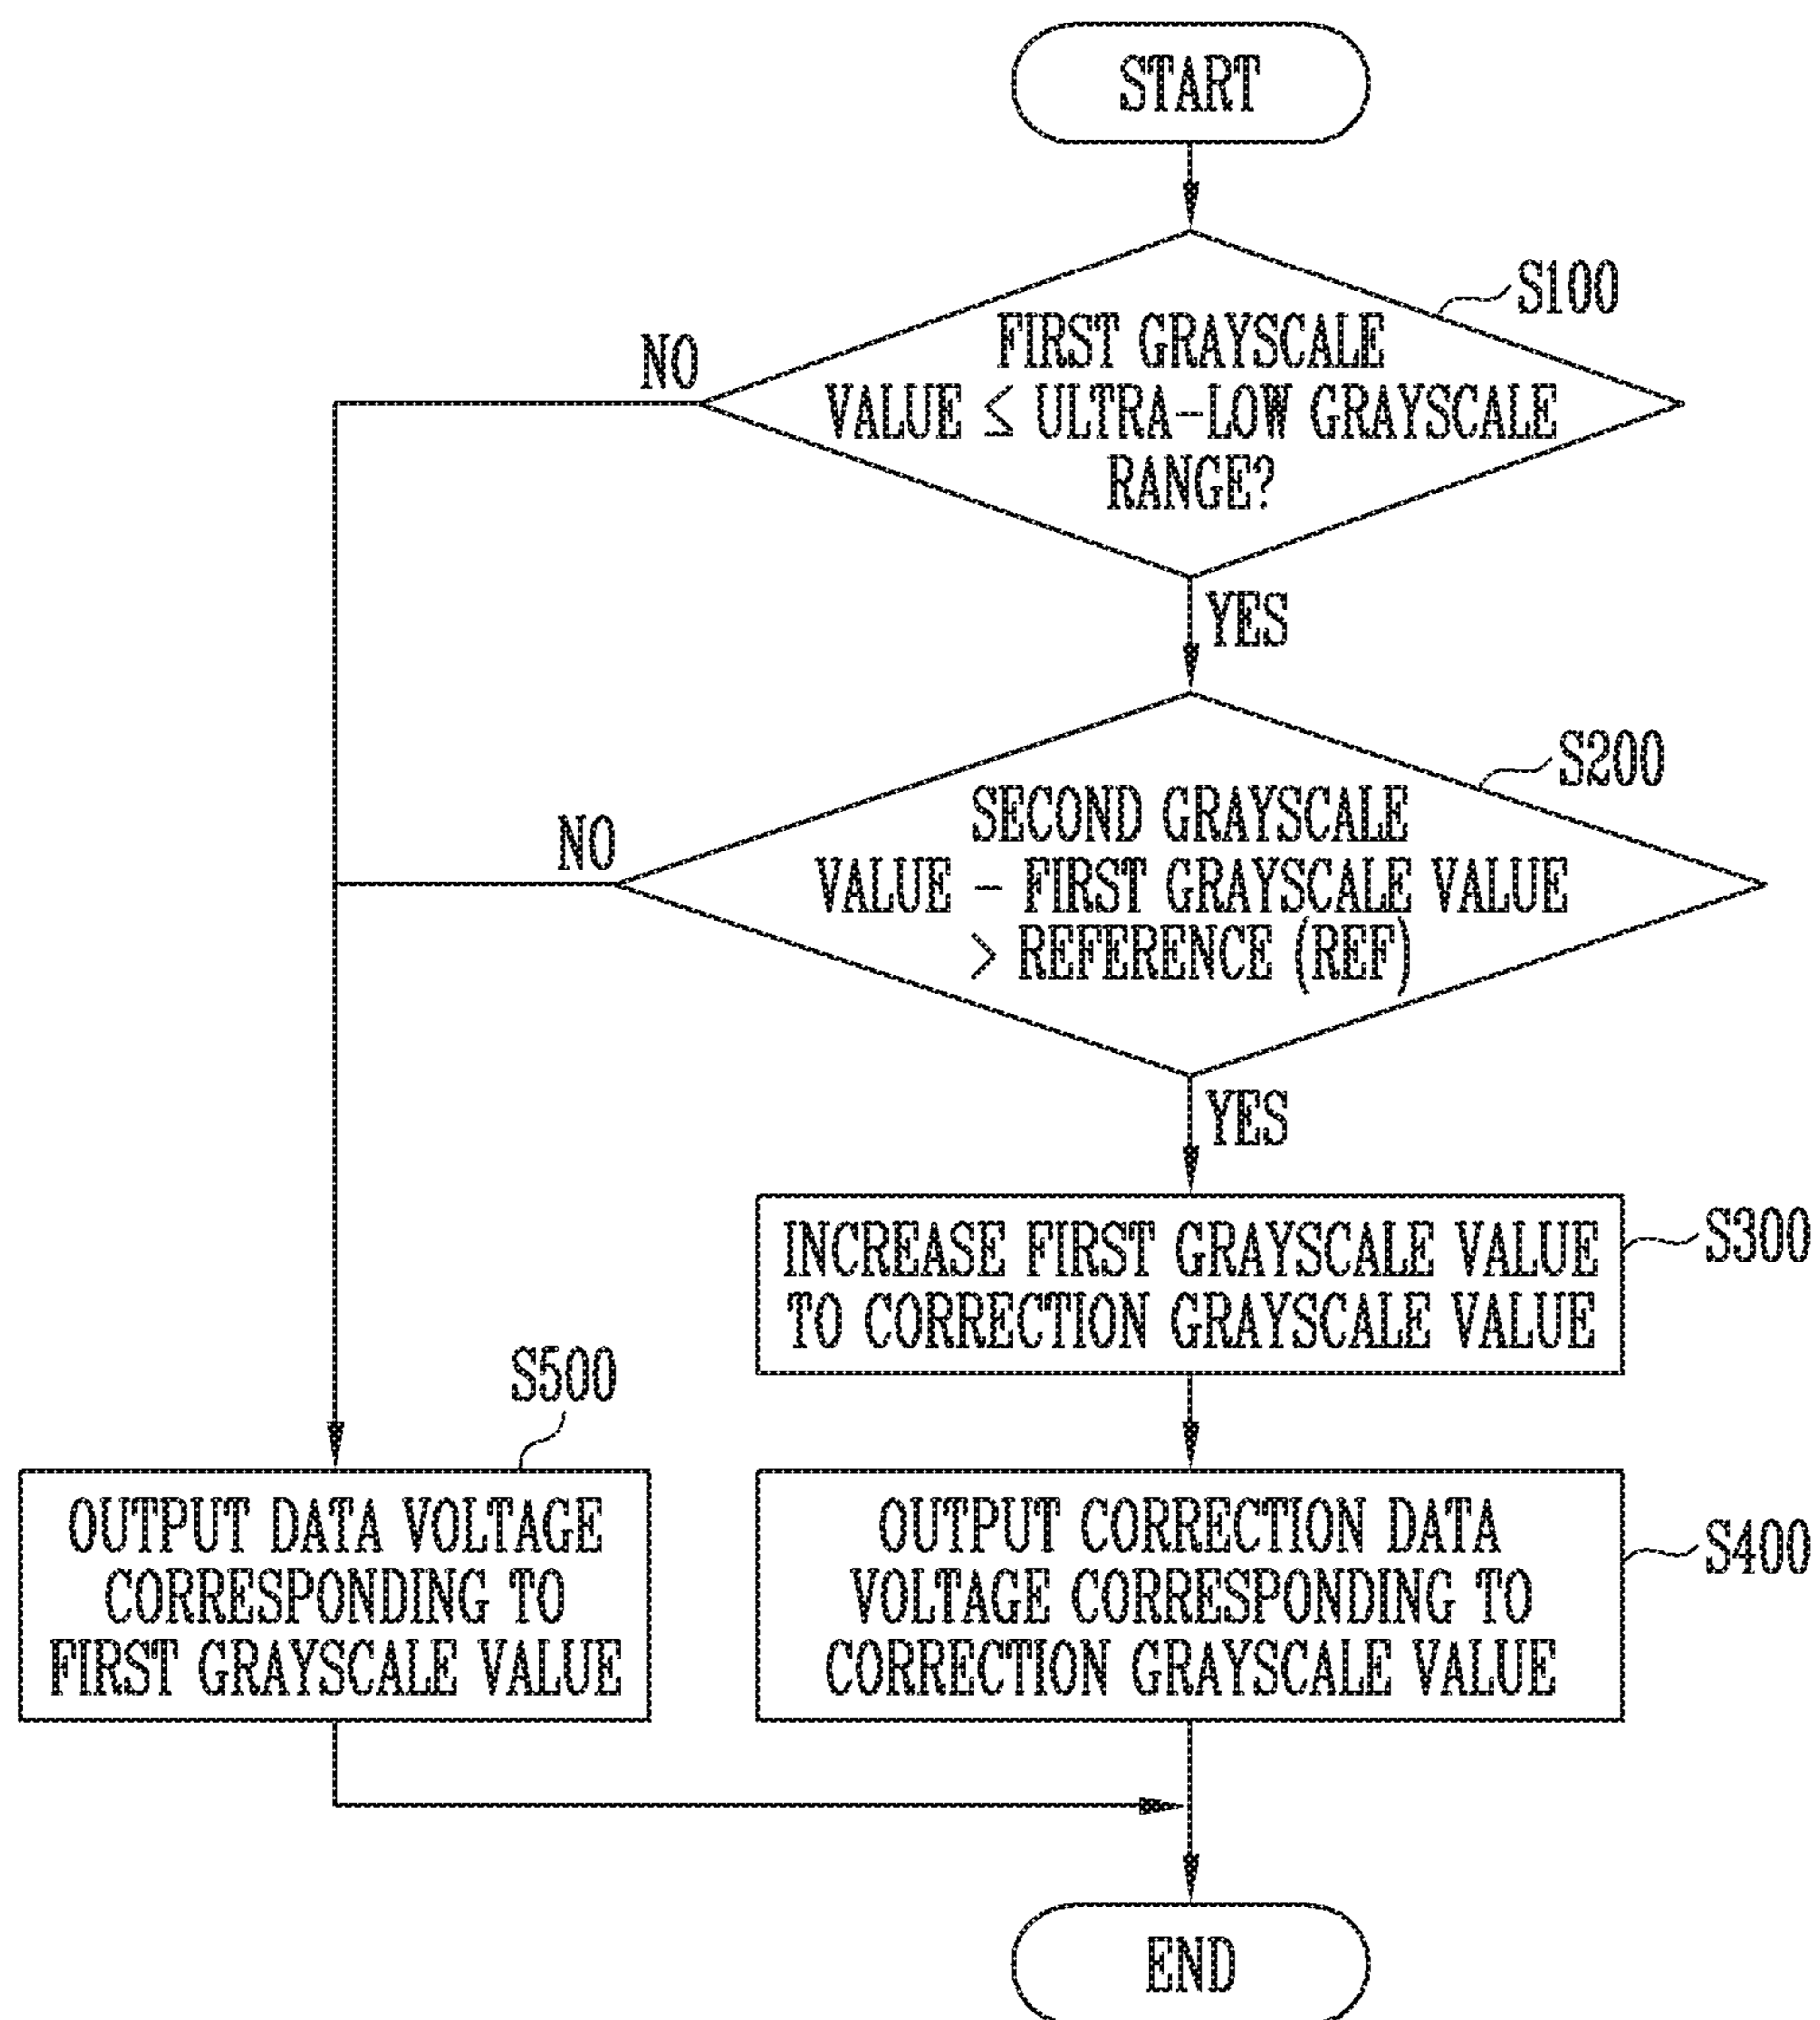 START
S100
FIRST GRAYSCALE
VALUE ≤ ULTRA-LOW GRAYSCALE
RANGE?
NO
YES
S200
SECOND GRAYSCALE
VALUE - FIRST GRAYSCALE VALUE
> REFERENCE (REF)
NO
YES
S300
INCREASE FIRST GRAYSCALE VALUE
TO CORRECTION GRAYSCALE VALUE
S500
OUTPUT DATA VOLTAGE
CORRESPONDING TO
FIRST GRAYSCALE VALUE
S400
OUTPUT CORRECTION DATA
VOLTAGE CORRESPONDING TO
CORRECTION GRAYSCALE VALUE
END